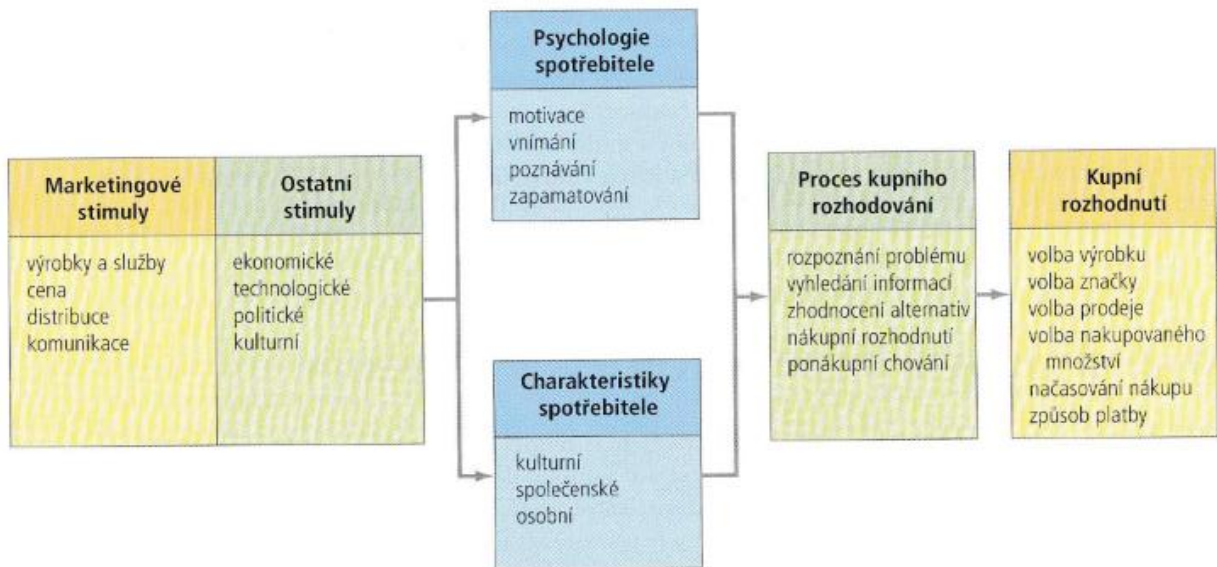 Marketingové
stimuly
výrobky a služby
cena
distribuce
komunikace
Ostatní
stimuly
ekonomické
technologické
politické
kulturní
Psychologie
spotřebitele
motivace
vnímání
poznávání
zapamatování
Charakteristiky
spotřebitele
kulturní
společenské
osobní
Proces kupního
rozhodování
rozpoznání problému
vyhledání informací
zhodnocení alternativ
nákupní rozhodnutí
ponákupní chování
Kupní
rozhodnutí
volba výrobku
volba značky
volba prodeje
volba nakupovaného
množství
načasování nákupu
způsob platby